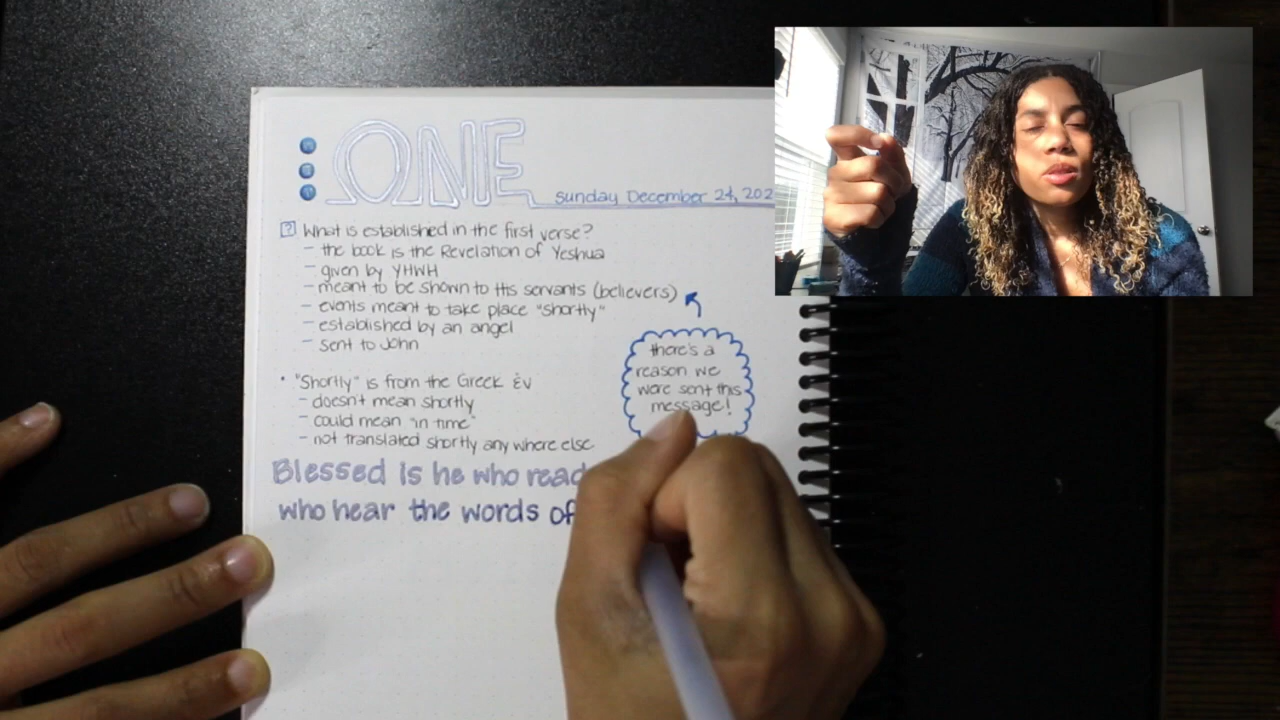 ONE
sunday December 24, 202
? What is established in the first verse?
- the book is the Revelation of Yeshua
- given by YHWH
- meant to be shown to His servants (believers)
- events meant to take place "shortly"
- established by an angel
- sent to John
there's a
reason we
were sent this
message!
• "Shortly" is from the Greek ἐν
- doesn't mean shortly
- could mean "in time"
- not translated shortly any where else
Blessed is he who read
who hear the words of